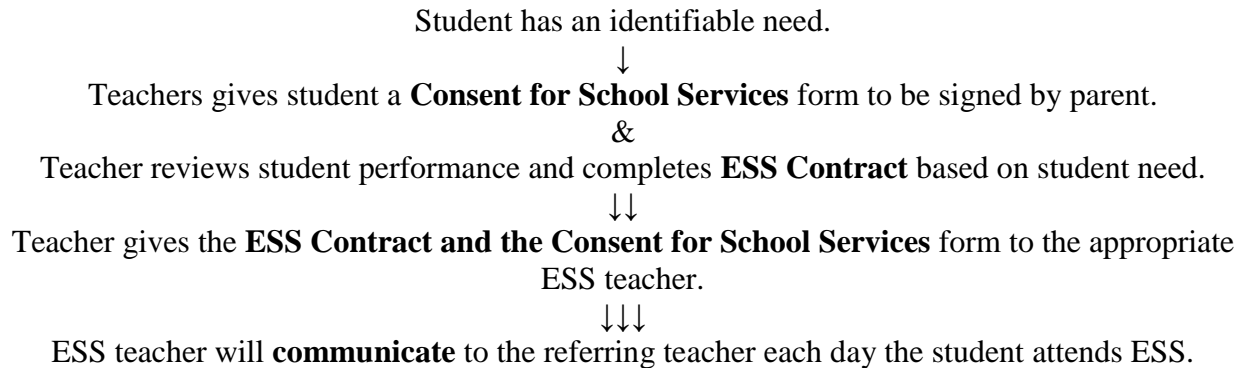 Student has an identifiable need.
↓
Teachers gives student a Consent for School Services form to be signed by parent.
&
Teacher reviews student performance and completes ESS Contract based on student need.
↓↓
Teacher gives the ESS Contract and the Consent for School Services form to the appropriate
ESS teacher.
↓↓↓
ESS teacher will communicate to the referring teacher each day the student attends ESS.